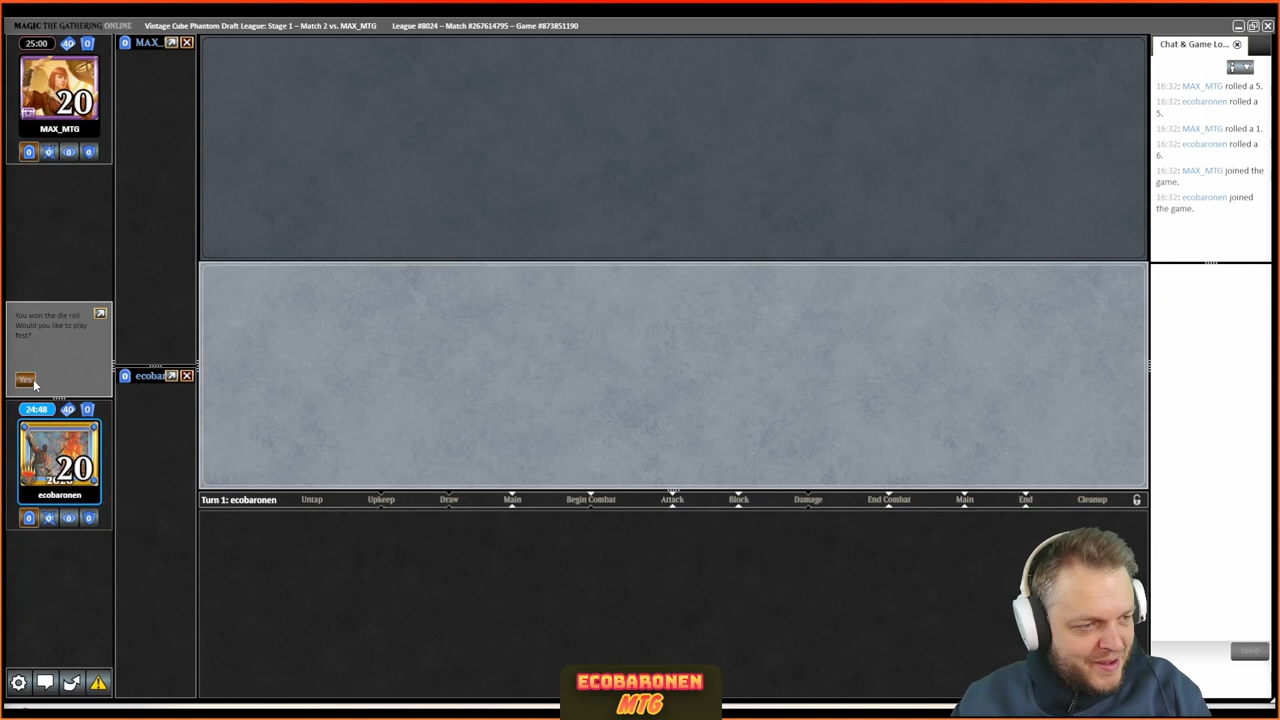 MAGIC THE GATHERING ONLINE Vintage Cube Phantom Draft League: Stage 1 – Match 2 vs. MAX_MTG League #8024 – Match #267614795 – Game #873851190
25:00 40 0
20
MAX_MTG
0 0 0 0
0 MAX_
Chat & Game Lo...
16:32: MAX_MTG rolled a 5.
16:32: ecobaronen rolled a
5.
16:32: MAX_MTG rolled a 1.
16:32: ecobaronen rolled a
6.
16:32: MAX_MTG joined the
game.
16:32: ecobaronen joined
the game.
You won the die roll.
Would you like to play
first?
Yes
0 ecobar
24:48 40 0
20
ecobaronen
0 0 0 0
Turn 1: ecobaronen Untap Upkeep Draw Main Begin Combat Attack Block Damage End Combat Main End Cleanup
SEND
ECOBARONEN
MTG